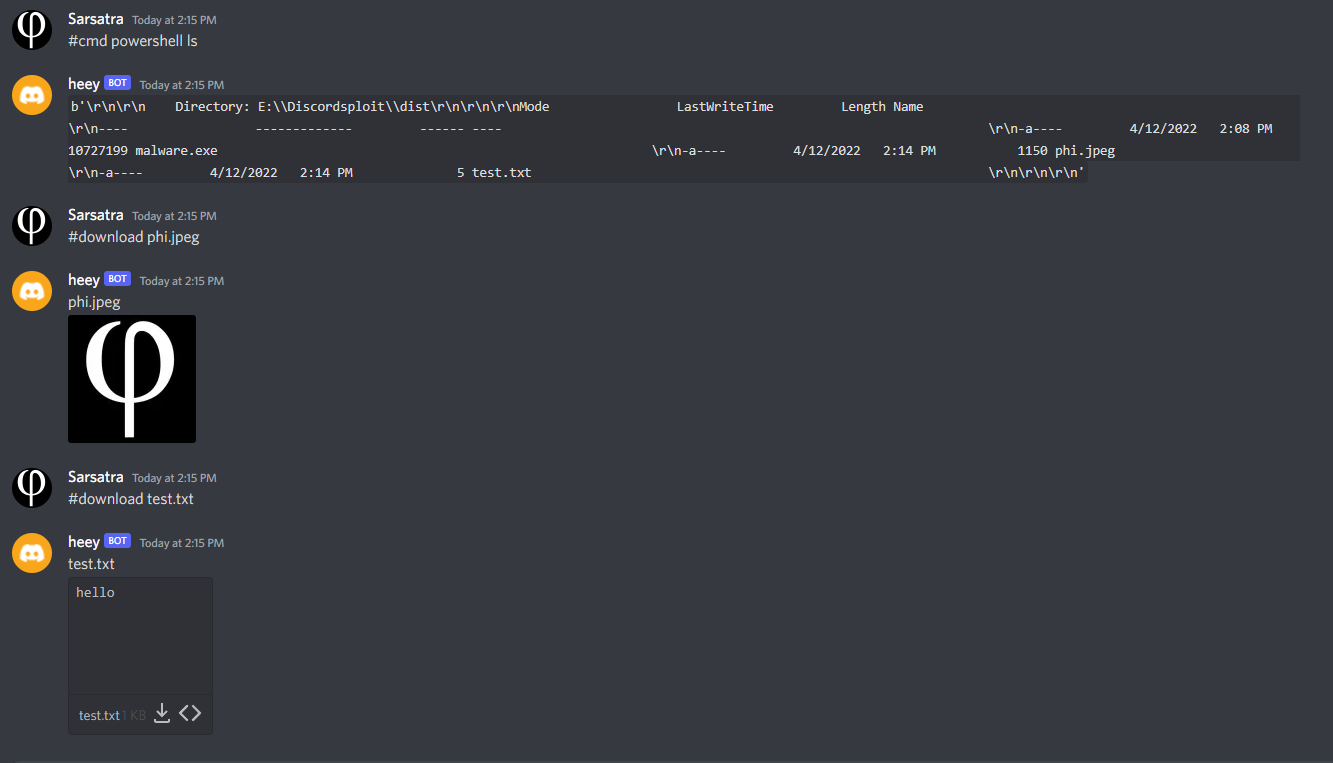 Sarsatra Today at 2:15 PM
#cmd powershell ls
heey BOT Today at 2:15 PM
b'\r\n\r\n    Directory: E:\\Discordsploit\\dist\r\n\r\n\r\nMode                 LastWriteTime         Length Name
\r\n----                 -------------         ------ ----                                                                 \r\n-a----         4/12/2022   2:08 PM
10727199 malware.exe                                                          \r\n-a----         4/12/2022   2:14 PM           1150 phi.jpeg
\r\n-a----         4/12/2022   2:14 PM              5 test.txt                                                             \r\n\r\n\r\n'
Sarsatra Today at 2:15 PM
#download phi.jpeg
heey BOT Today at 2:15 PM
phi.jpeg
φ
Sarsatra Today at 2:15 PM
#download test.txt
heey BOT Today at 2:15 PM
test.txt
hello
test.txt 1 KB